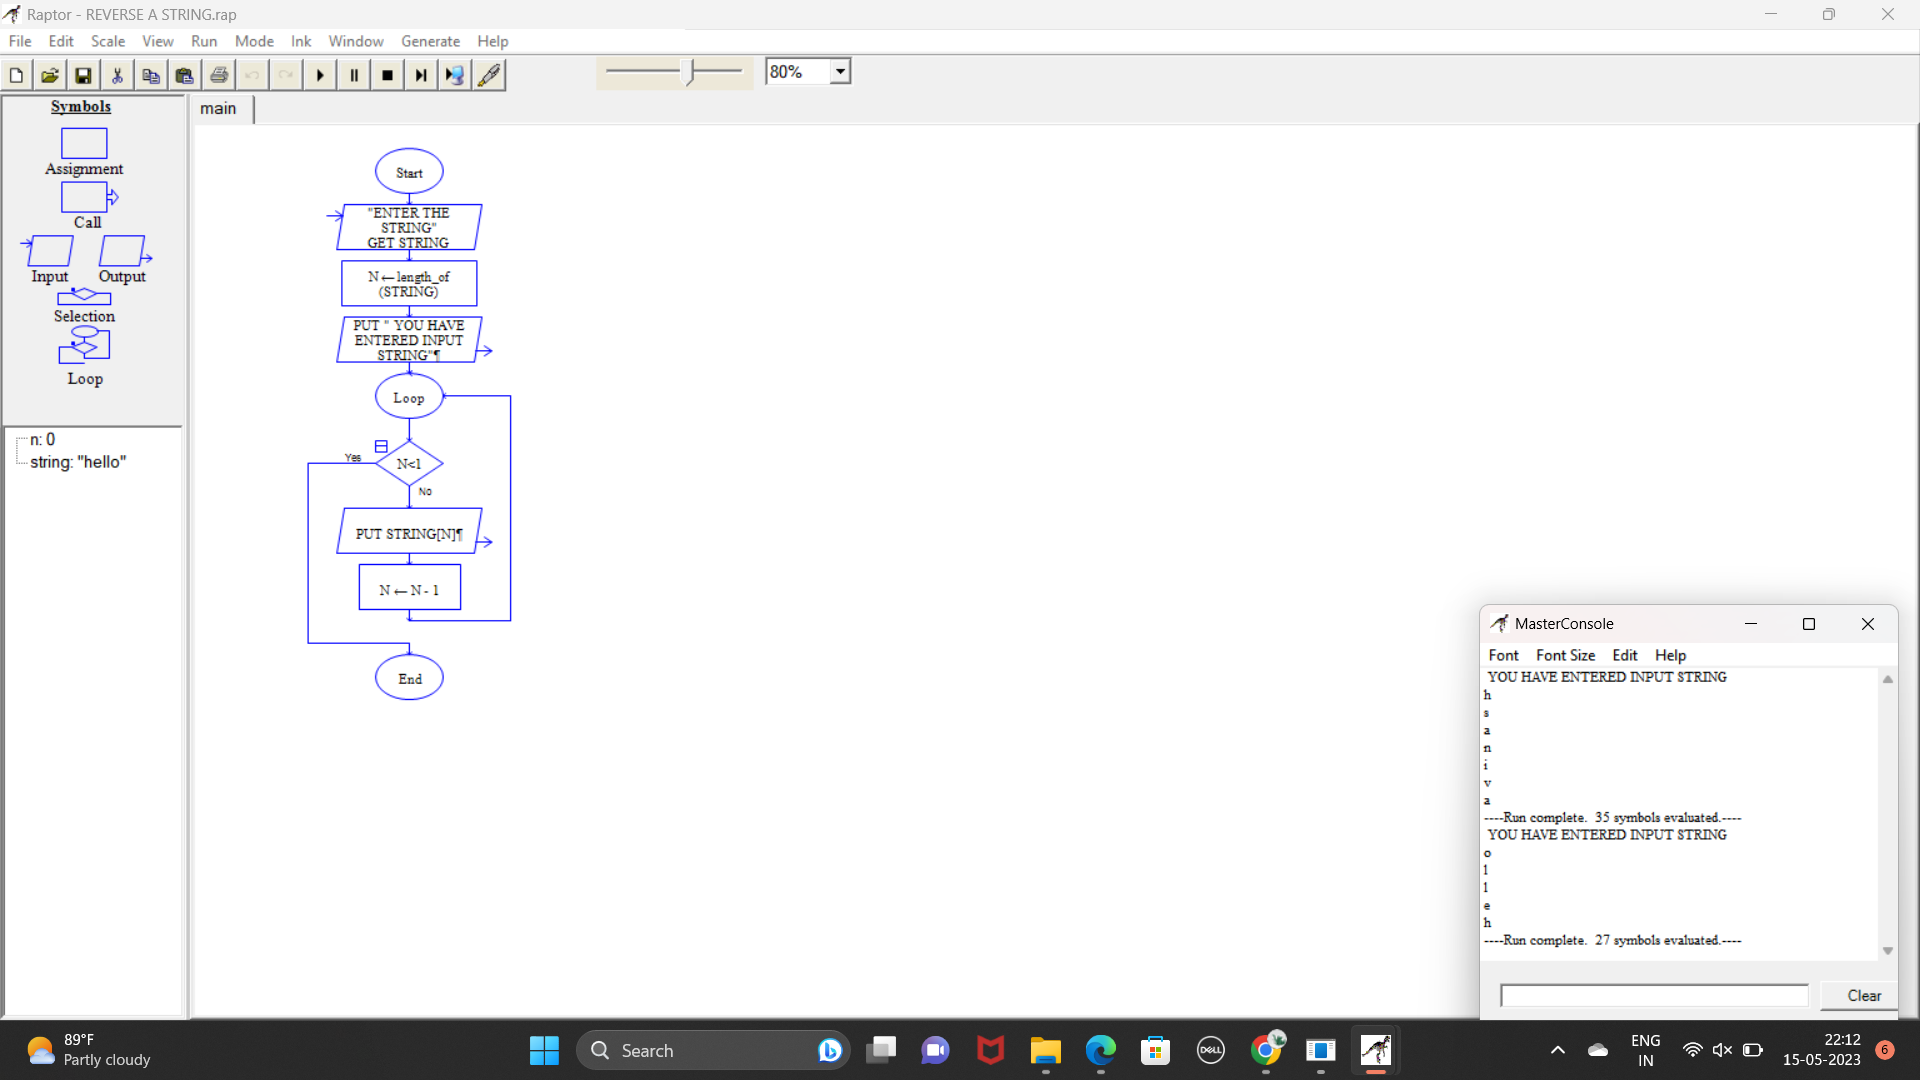 Raptor - REVERSE A STRING.rap
File Edit Scale View Run Mode Ink Window Generate Help
80%
Symbols
Assignment
Call
Input Output
Selection
Loop
n: 0
string: "hello"
main
Start
"ENTER THE
STRING"
GET STRING
N←length_of
(STRING)
PUT " YOU HAVE
ENTERED INPUT
STRING"¶
Loop
Yes
N<1
No
PUT STRING[N]¶
N ← N - 1
End
MasterConsole
Font Font Size Edit Help
YOU HAVE ENTERED INPUT STRING
h
s
a
n
i
v
a
----Run complete. 35 symbols evaluated.----
YOU HAVE ENTERED INPUT STRING
o
l
l
e
h
----Run complete. 27 symbols evaluated.----
Clear
89°F
Partly cloudy
Search
DELL
ENG
IN
22:12
15-05-2023
6